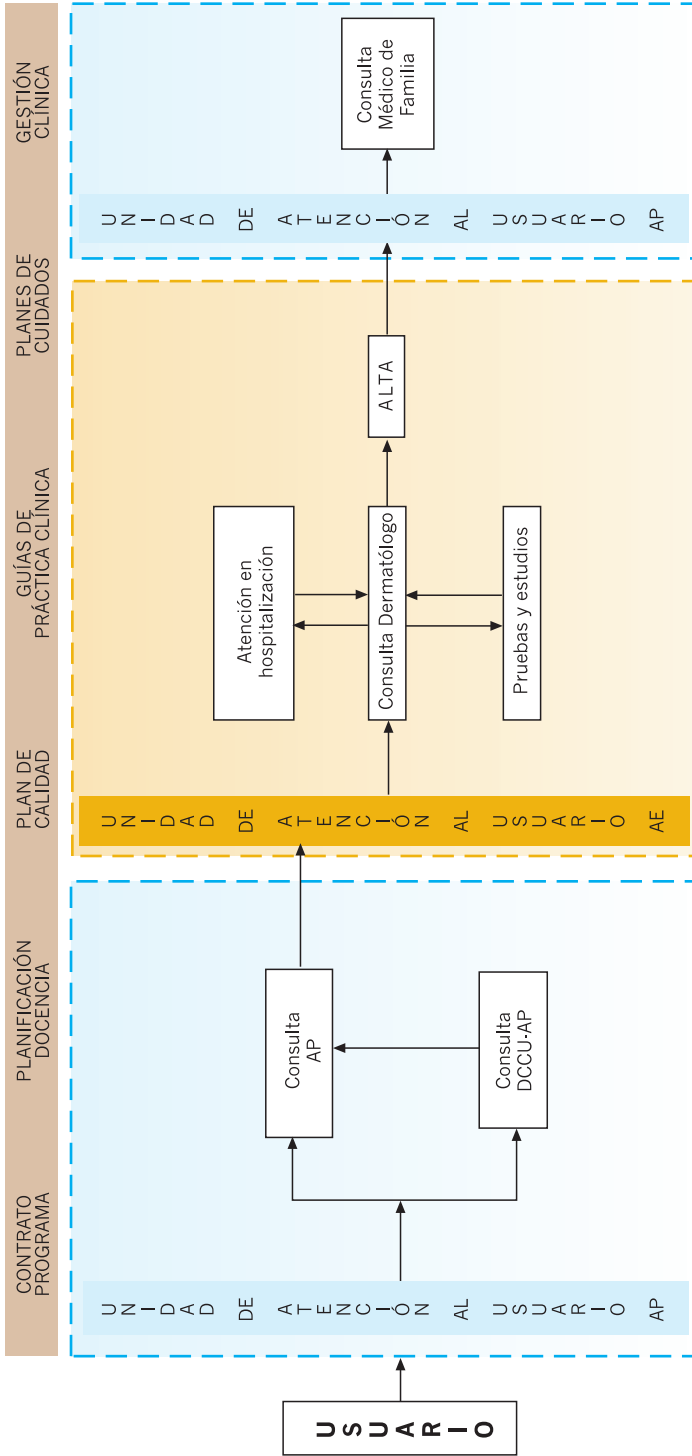 CONTRATO
PROGRAMA
PLANIFICACIÓN
DOCENCIA
PLAN DE
CALIDAD
GUÍAS DE
PRÁCTICA CLÍNICA
PLANES DE
CUIDADOS
GESTIÓN
CLÍNICA
USUARIO
UNIDAD DE ATENCIÓN AL USUARIO AP
Consulta
AP
Consulta
DCCU-AP
UNIDAD DE ATENCIÓN AL USUARIO AE
Atención en
hospitalización
Consulta Dermatólogo
Pruebas y estudios
ALTA
UNIDAD DE ATENCIÓN AL USUARIO AP
Consulta
Médico de
Familia